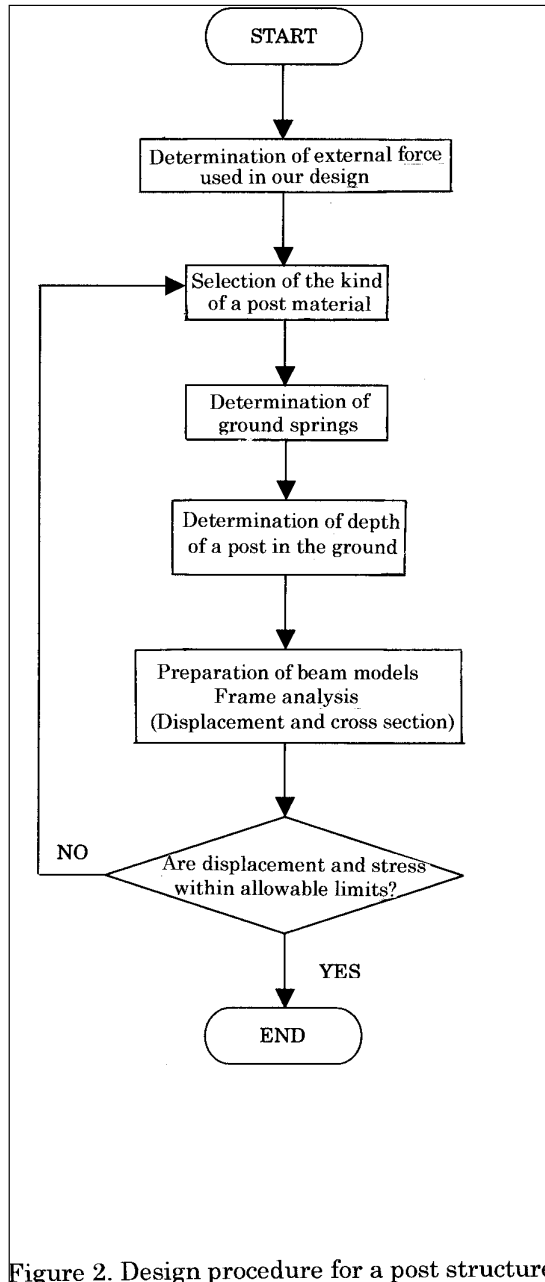 START
Determination of external force
used in our design
Selection of the kind
of a post material
Determination of
ground springs
Determination of depth
of a post in the ground
Preparation of beam models
Frame analysis
(Displacement and cross section)
NO
Are displacement and stress
within allowable limits?
YES
END
Figure 2. Design procedure for a post structure